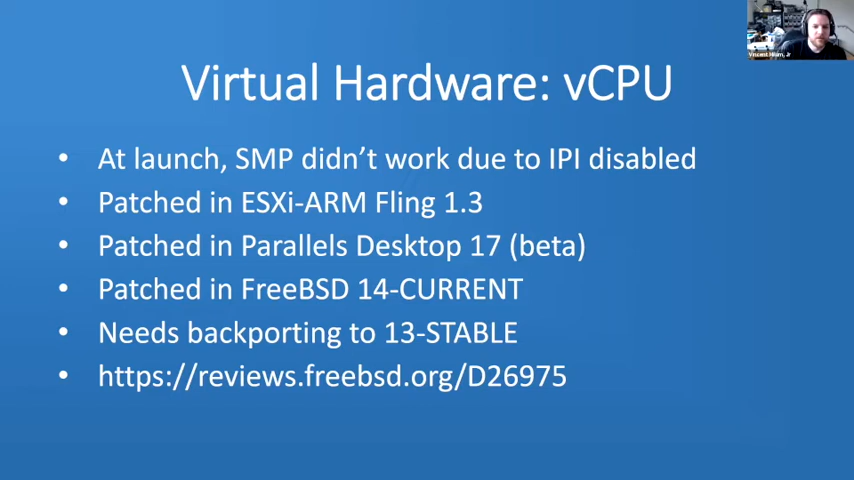 Virtual Hardware: vCPU
• At launch, SMP didn't work due to IPI disabled
• Patched in ESXi-ARM Fling 1.3
• Patched in Parallels Desktop 17 (beta)
• Patched in FreeBSD 14-CURRENT
• Needs backporting to 13-STABLE
• https://reviews.freebsd.org/D26975